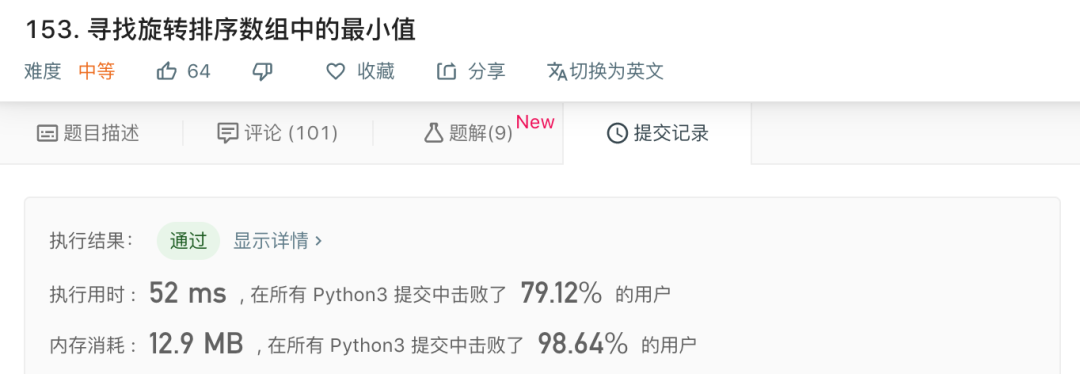 153. 寻找旋转排序数组中的最小值
难度 中等 64 收藏 分享 切换为英文
题目描述 评论 (101) 题解(9) New 提交记录
执行结果： 通过 显示详情 ›
执行用时 : 52 ms , 在所有 Python3 提交中击败了 79.12% 的用户
内存消耗 : 12.9 MB , 在所有 Python3 提交中击败了 98.64% 的用户